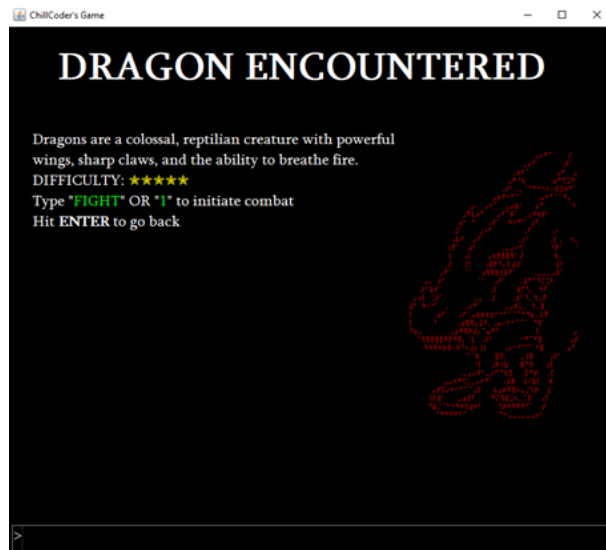 ChillCoder's Game
DRAGON ENCOUNTERED
Dragons are a colossal, reptilian creature with powerful
wings, sharp claws, and the ability to breathe fire.
DIFFICULTY: ★★★★★
Type "FIGHT" OR "1" to initiate combat
Hit ENTER to go back
>